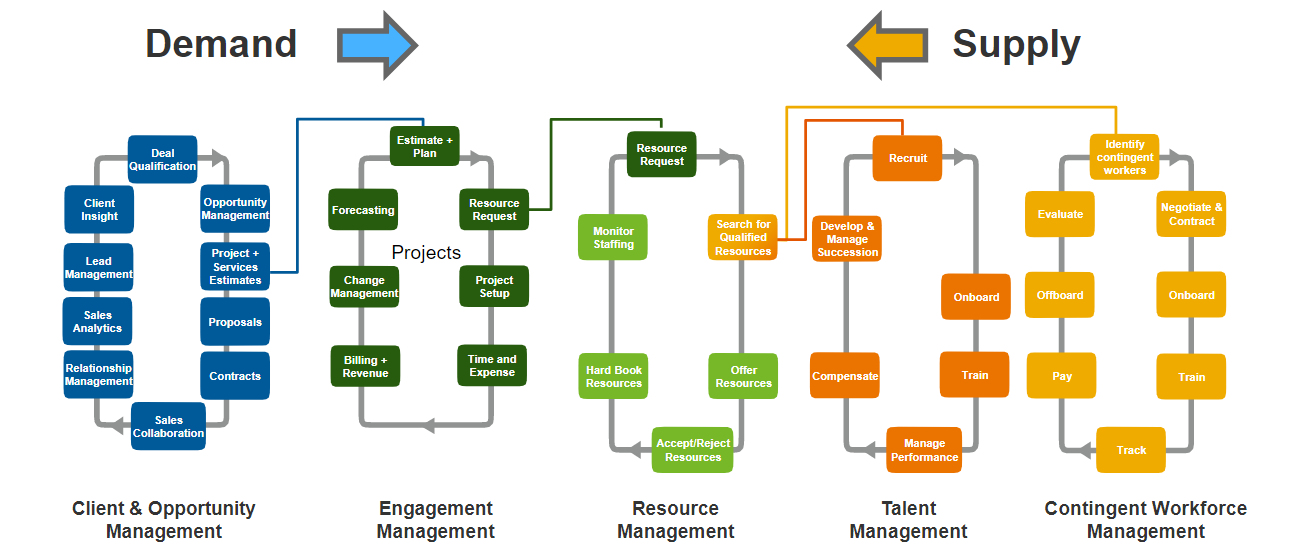 Demand
Supply
Deal
Qualification
Opportunity
Management
Project +
Services
Estimates
Proposals
Contracts
Sales
Collaboration
Relationship
Management
Sales
Analytics
Lead
Management
Client
Insight
Client & Opportunity
Management
Estimate +
Plan
Resource
Request
Project
Setup
Time and
Expense
Billing +
Revenue
Change
Management
Forecasting
Projects
Engagement
Management
Resource
Request
Search for
Qualified
Resources
Offer
Resources
Accept/Reject
Resources
Hard Book
Resources
Monitor
Staffing
Resource
Management
Recruit
Onboard
Train
Manage
Performance
Compensate
Develop &
Manage
Succession
Talent
Management
Identify
contingent
workers
Negotiate &
Contract
Onboard
Train
Track
Pay
Offboard
Evaluate
Contingent Workforce
Management